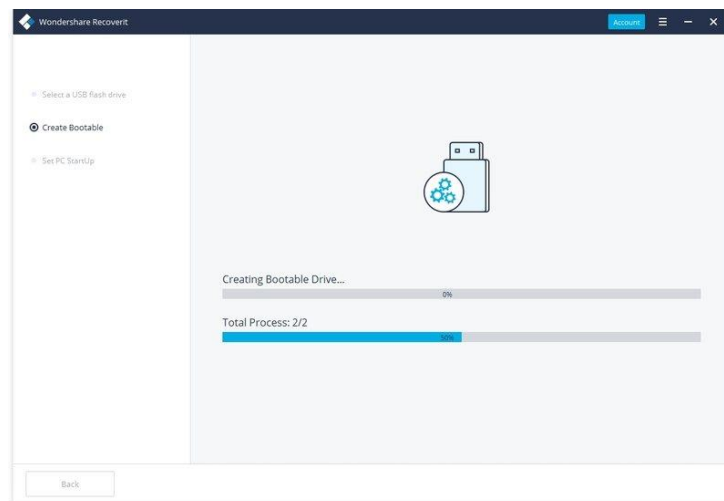 Wondershare Recoverit
Account
Select a USB flash drive
Create Bootable
Set PC StartUp
Creating Bootable Drive...
0%
Total Process: 2/2
50%
Back